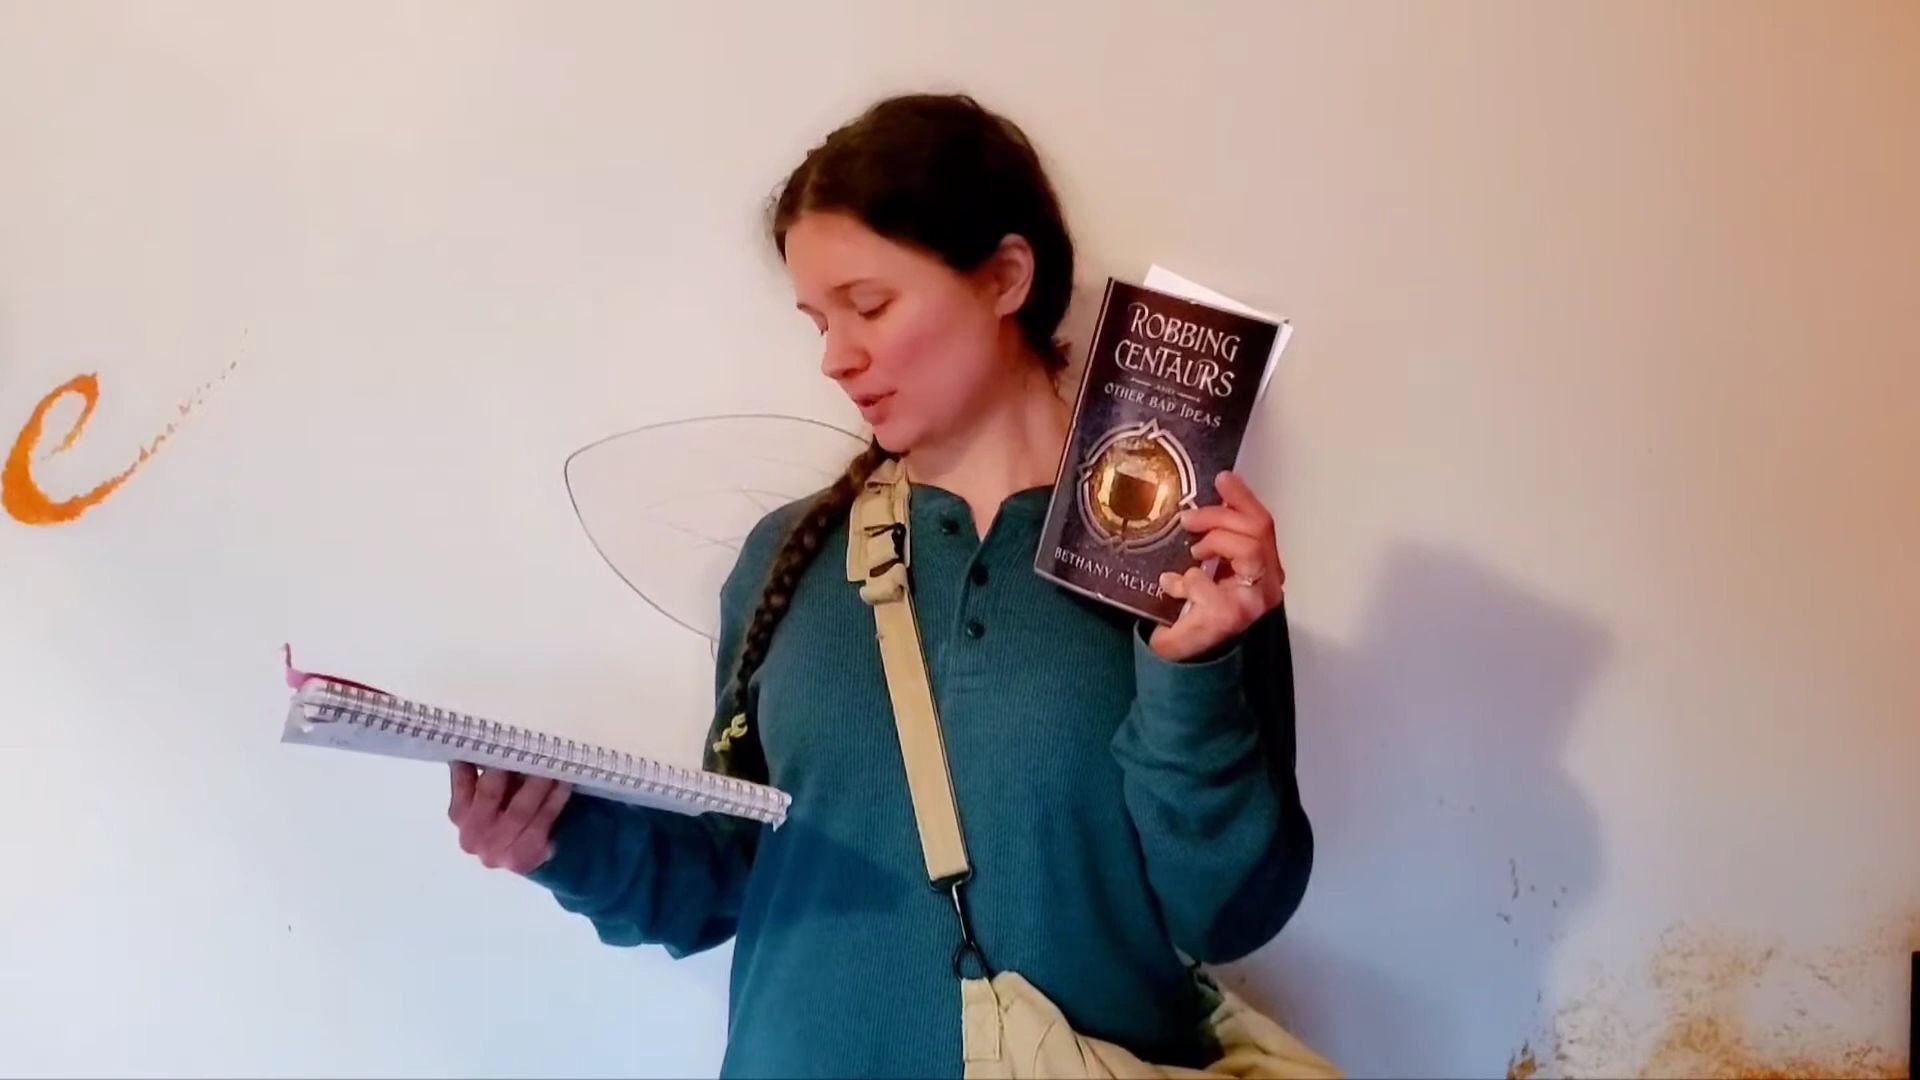 e
ROBBING
CENTAURS
AND
OTHER BAD IDEAS
BETHANY MEYER